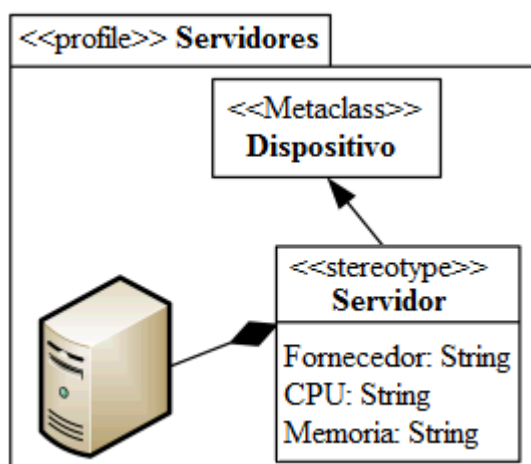 <<profile>> Servidores
<<Metaclass>>
Dispositivo
<<stereotype>>
Servidor
Fornecedor: String
CPU: String
Memoria: String